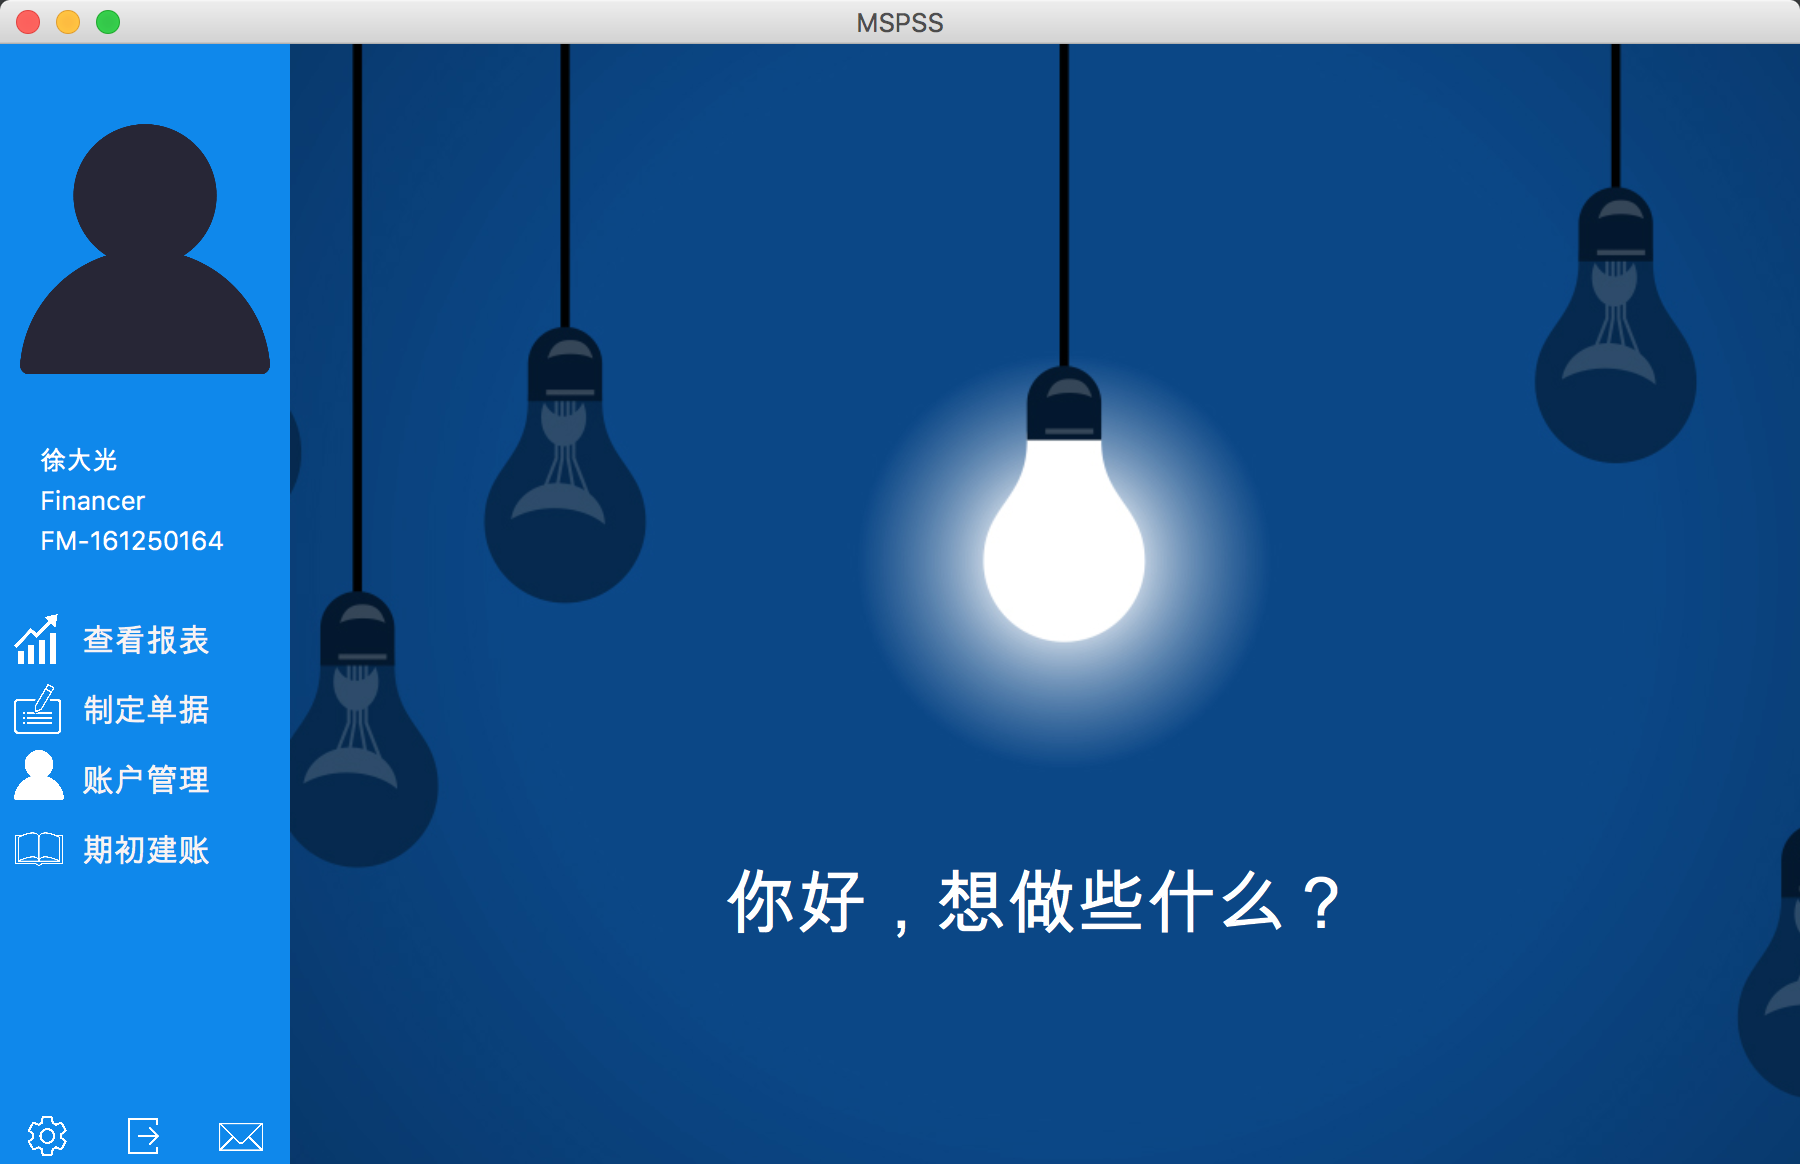 MSPSS
徐大光
Financer
FM-161250164
查看报表
制定单据
账户管理
期初建账
你好，想做些什么？